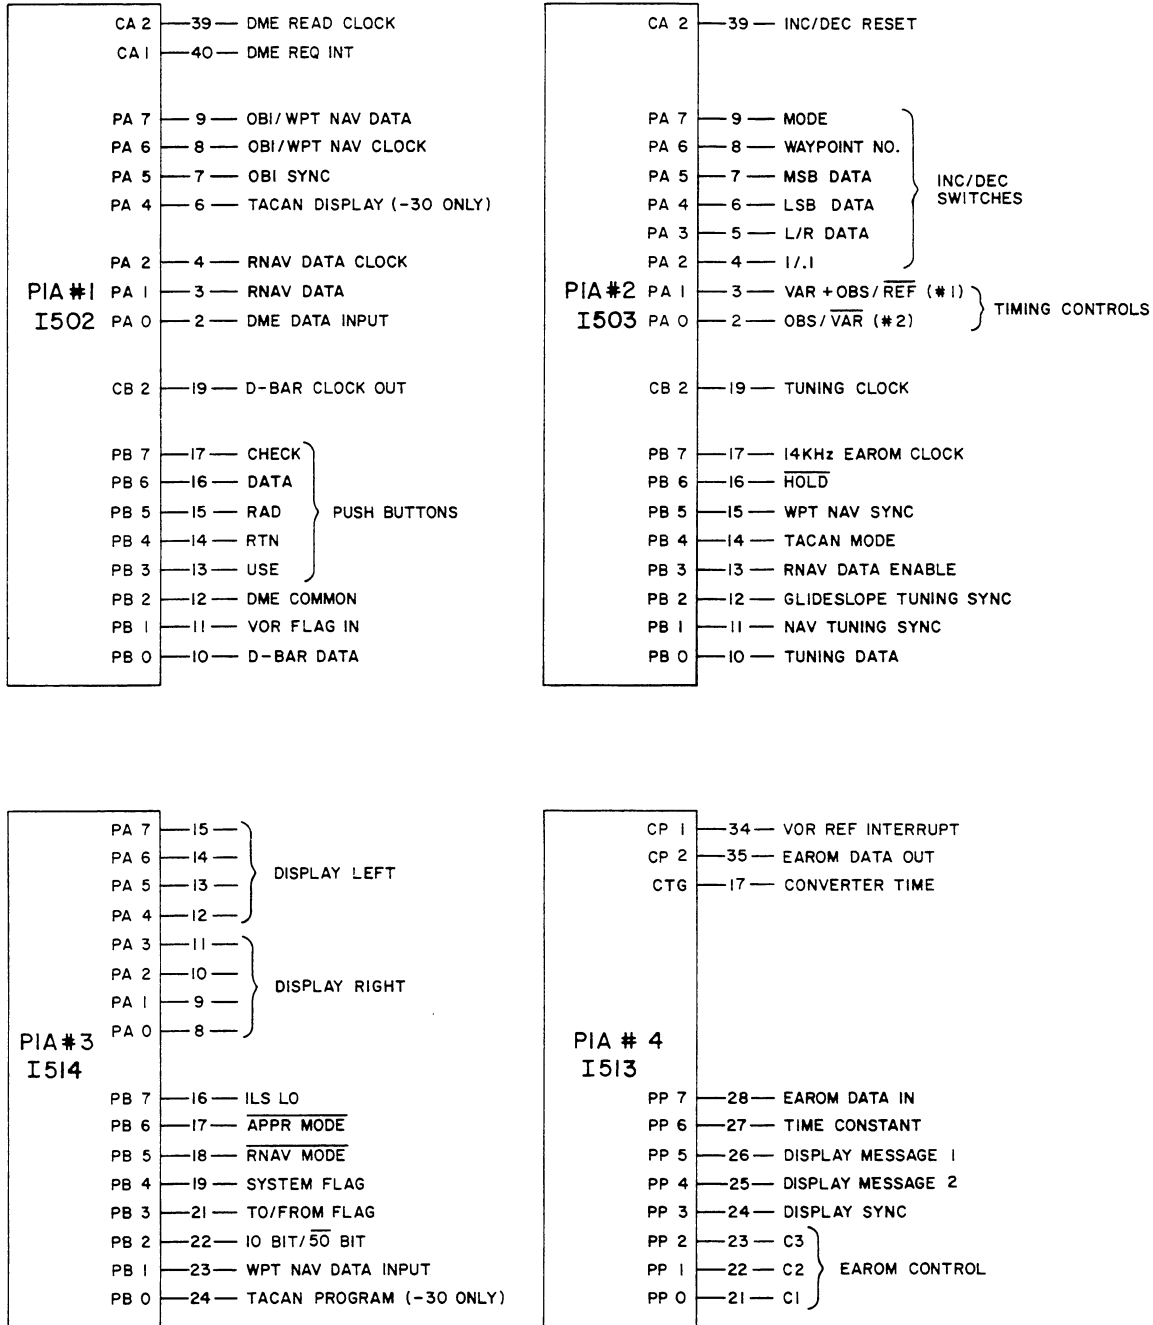 CA 2 39 DME READ CLOCK
CA 1 40 DME REQ INT
PA 7 9 OBI/WPT NAV DATA
PA 6 8 OBI/WPT NAV CLOCK
PA 5 7 OBI SYNC
PA 4 6 TACAN DISPLAY (-30 ONLY)
PA 2 4 RNAV DATA CLOCK
PIA #1 PA 1 3 RNAV DATA
I502 PA 0 2 DME DATA INPUT
CB 2 19 D-BAR CLOCK OUT
PB 7 17 CHECK
PB 6 16 DATA
PB 5 15 RAD PUSH BUTTONS
PB 4 14 RTN
PB 3 13 USE
PB 2 12 DME COMMON
PB 1 11 VOR FLAG IN
PB 0 10 D-BAR DATA
CA 2 39 INC/DEC RESET
PA 7 9 MODE
PA 6 8 WAYPOINT NO.
PA 5 7 MSB DATA
INC/DEC
SWITCHES
PA 4 6 LSB DATA
PA 3 5 L/R DATA
PA 2 4 1/.1
PIA #2 PA 1 3 VAR + OBS/R̅E̅F̅ (#1)
TIMING CONTROLS
I503 PA 0 2 OBS/V̅A̅R̅ (#2)
CB 2 19 TUNING CLOCK
PB 7 17 14KHz EAROM CLOCK
PB 6 16 H̅O̅L̅D̅
PB 5 15 WPT NAV SYNC
PB 4 14 TACAN MODE
PB 3 13 RNAV DATA ENABLE
PB 2 12 GLIDESLOPE TUNING SYNC
PB 1 11 NAV TUNING SYNC
PB 0 10 TUNING DATA
PA 7 15
PA 6 14
DISPLAY LEFT
PA 5 13
PA 4 12
PA 3 11
PA 2 10
DISPLAY RIGHT
PA 1 9
PA 0 8
PIA #3
I514
PB 7 16 ILS LO
PB 6 17 A̅P̅P̅R̅ ̅M̅O̅D̅E̅
PB 5 18 R̅N̅A̅V̅ ̅M̅O̅D̅E̅
PB 4 19 SYSTEM FLAG
PB 3 21 TO/FROM FLAG
PB 2 22 10 BIT/5̅0̅ BIT
PB 1 23 WPT NAV DATA INPUT
PB 0 24 TACAN PROGRAM (-30 ONLY)
CP 1 34 VOR REF INTERRUPT
CP 2 35 EAROM DATA OUT
CTG 17 CONVERTER TIME
PIA # 4
I513
PP 7 28 EAROM DATA IN
PP 6 27 TIME CONSTANT
PP 5 26 DISPLAY MESSAGE 1
PP 4 25 DISPLAY MESSAGE 2
PP 3 24 DISPLAY SYNC
PP 2 23 C3
PP 1 22 C2 EAROM CONTROL
PP 0 21 C1